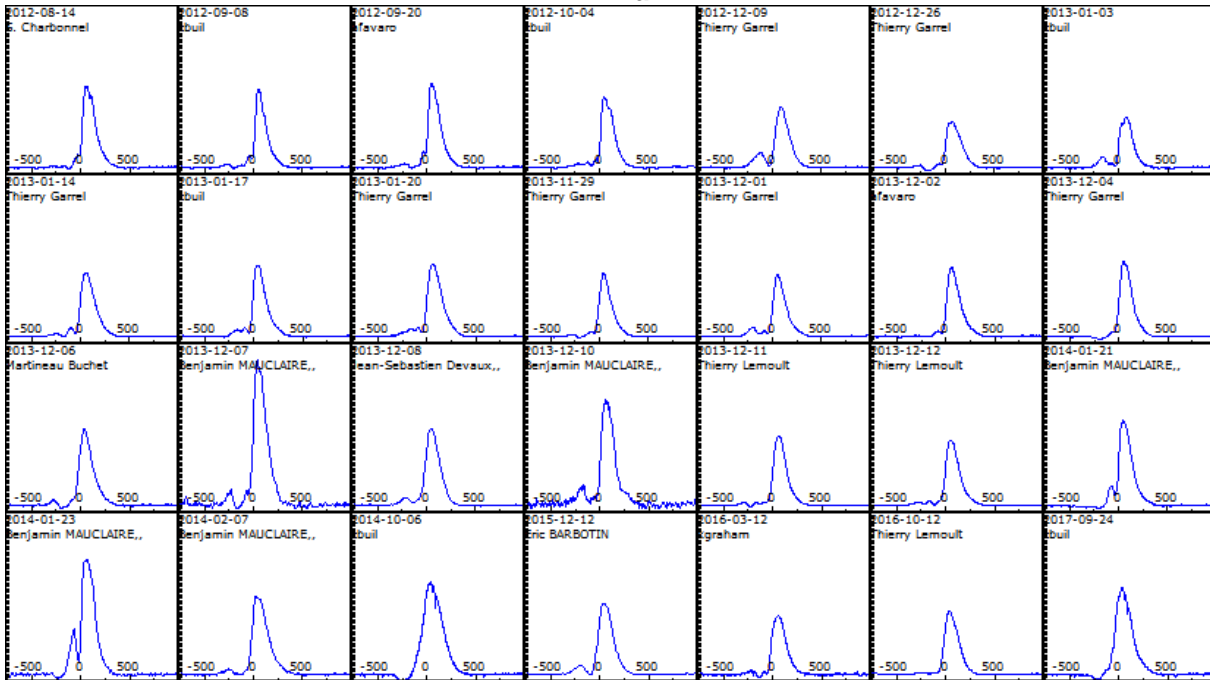 2012-08-14
S. Charbonnel
-500 0 500
2012-09-08
cbuil
-500 0 500
2012-09-20
afavaro
-500 0 500
2012-10-04
cbuil
-500 0 500
2012-12-09
Thierry Garrel
-500 0 500
2012-12-26
Thierry Garrel
-500 0 500
2013-01-03
cbuil
-500 0 500
2013-01-14
Thierry Garrel
-500 0 500
2013-01-17
cbuil
-500 0 500
2013-01-20
Thierry Garrel
-500 0 500
2013-11-29
Thierry Garrel
-500 0 500
2013-12-01
Thierry Garrel
-500 0 500
2013-12-02
afavaro
-500 0 500
2013-12-04
Thierry Garrel
-500 0 500
2013-12-06
Martineau Buchet
-500 0 500
2013-12-07
Benjamin MAUCLAIRE,,
-500 0 500
2013-12-08
Jean-Sebastien Devaux,,
-500 0 500
2013-12-10
Benjamin MAUCLAIRE,,
-500 0 500
2013-12-11
Thierry Lemoult
-500 0 500
2013-12-12
Thierry Lemoult
-500 0 500
2014-01-21
Benjamin MAUCLAIRE,,
-500 0 500
2014-01-23
Benjamin MAUCLAIRE,,
-500 0 500
2014-02-07
Benjamin MAUCLAIRE,,
-500 0 500
2014-10-06
cbuil
-500 0 500
2015-12-12
Eric BARBOTIN
-500 0 500
2016-03-12
-500 0 500
2016-10-12
Thierry Lemoult
-500 0 500
2017-09-24
cbuil
-500 0 500